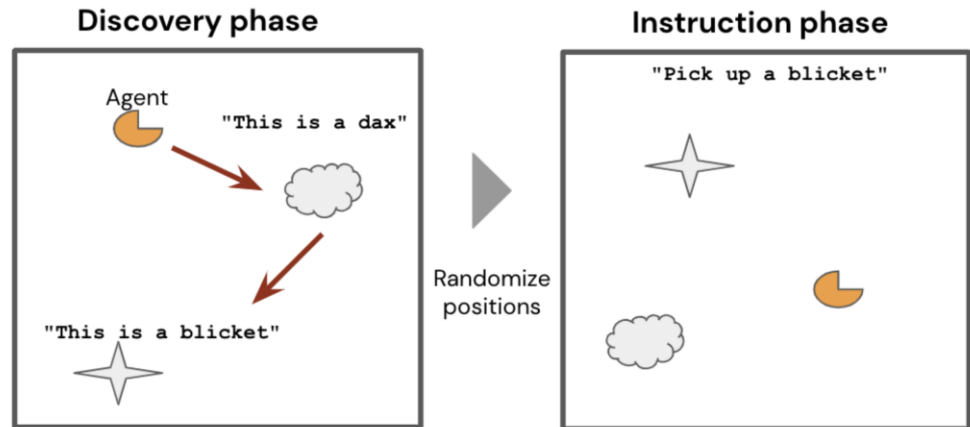 Discovery phase
Agent
"This is a dax"
"This is a blicket"
Randomize
positions
Instruction phase
"Pick up a blicket"